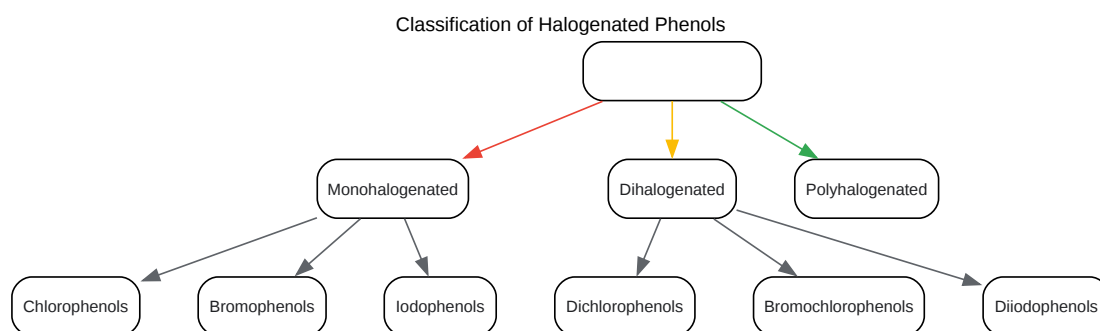 Classification of Halogenated Phenols
Monohalogenated
Dihalogenated
Polyhalogenated
Chlorophenols
Bromophenols
Iodophenols
Dichlorophenols
Bromochlorophenols
Diiodophenols